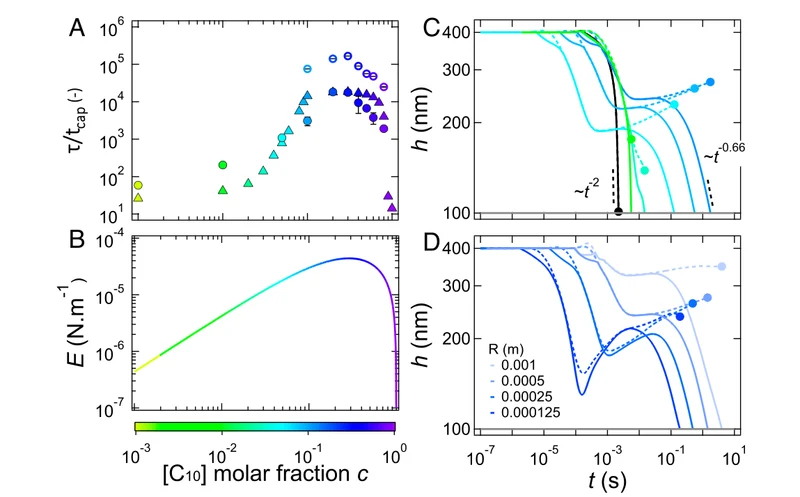 A
τ/tcap (-)
10^6
10^5
10^4
10^3
10^2
10^1
B
E (N.m^-1)
10^-4
10^-5
10^-6
10^-7
10^-3
10^-2
10^-1
10^0
[C10] molar fraction c
C
h (nm)
400
300
200
100
~t^-2
~t^-0.66
D
h (nm)
400
300
200
100
R (m)
0.001
0.0005
0.00025
0.000125
10^-7
10^-5
10^-3
10^-1
10^1
t (s)